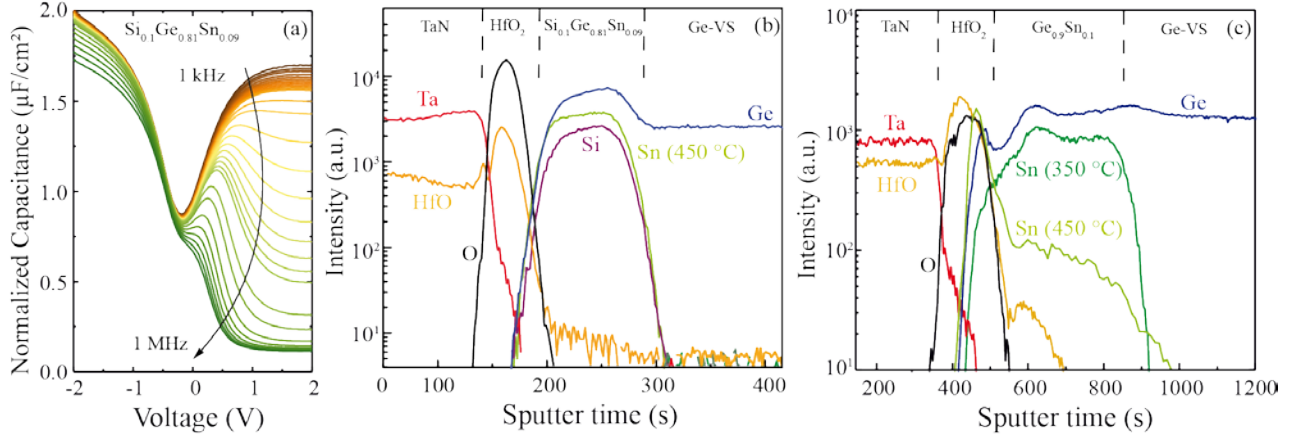 Si0.1Ge0.81Sn0.09 (a)
1 kHz
1 MHz
Normalized Capacitance (μF/cm²)
2.0
1.5
1.0
0.5
0.0
-2 -1 0 1 2
Voltage (V)
TaN HfO2 Si0.1Ge0.81Sn0.09 Ge-VS (b)
Ta
HfO
O
Ge
Si
Sn (450 °C)
Intensity (a.u.)
10⁴
10³
10²
10¹
0 100 200 300 400
Sputter time (s)
TaN HfO2 Ge0.9Sn0.1 Ge-VS (c)
Ta
HfO
O
Ge
Sn (350 °C)
Sn (450 °C)
Intensity (a.u.)
10⁴
10³
10²
10¹
200 400 600 800 1000 1200
Sputter time (s)